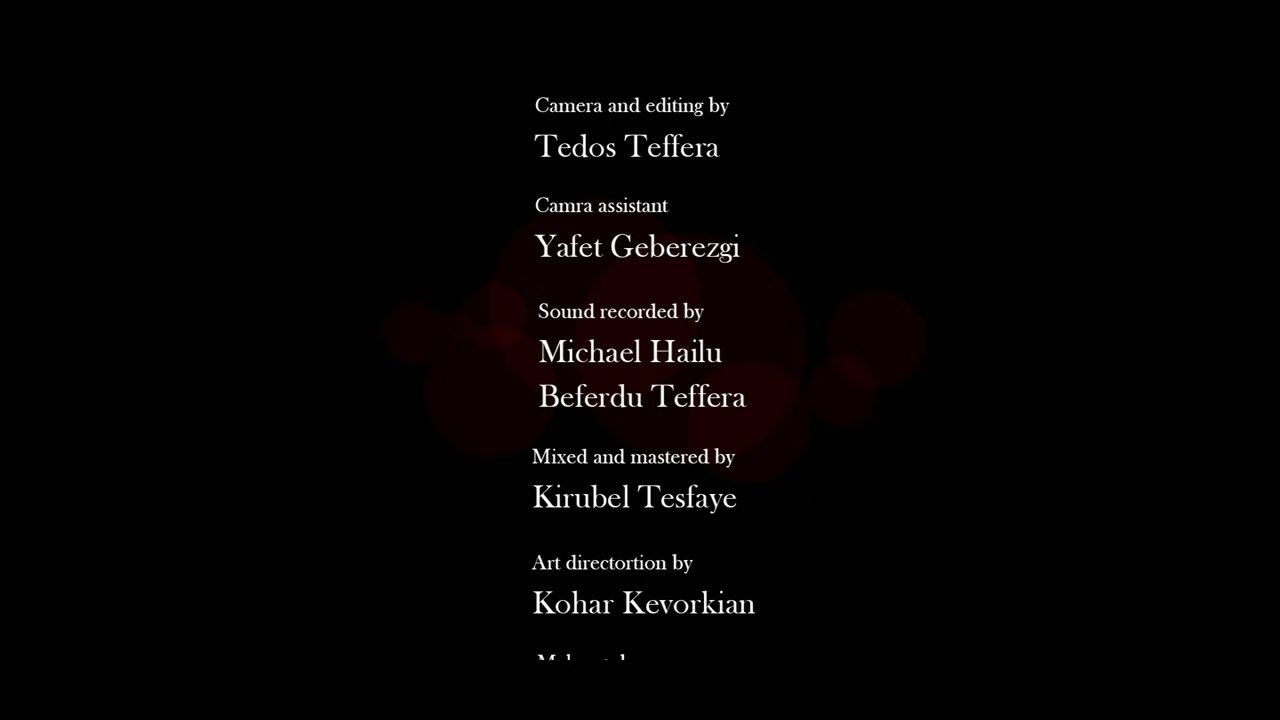 Camera and editing by
Tedos Teffera
Camra assistant
Yafet Geberezgi
Sound recorded by
Michael Hailu
Beferdu Teffera
Mixed and mastered by
Kirubel Tesfaye
Art directortion by
Kohar Kevorkian